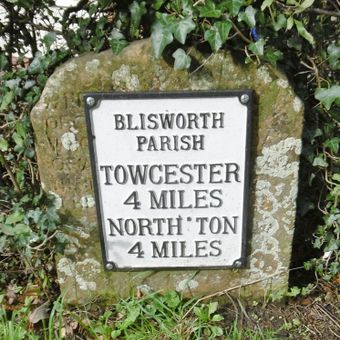 BLISWORTH
PARISH
TOWCESTER
4 MILES
NORTH·TON
4 MILES